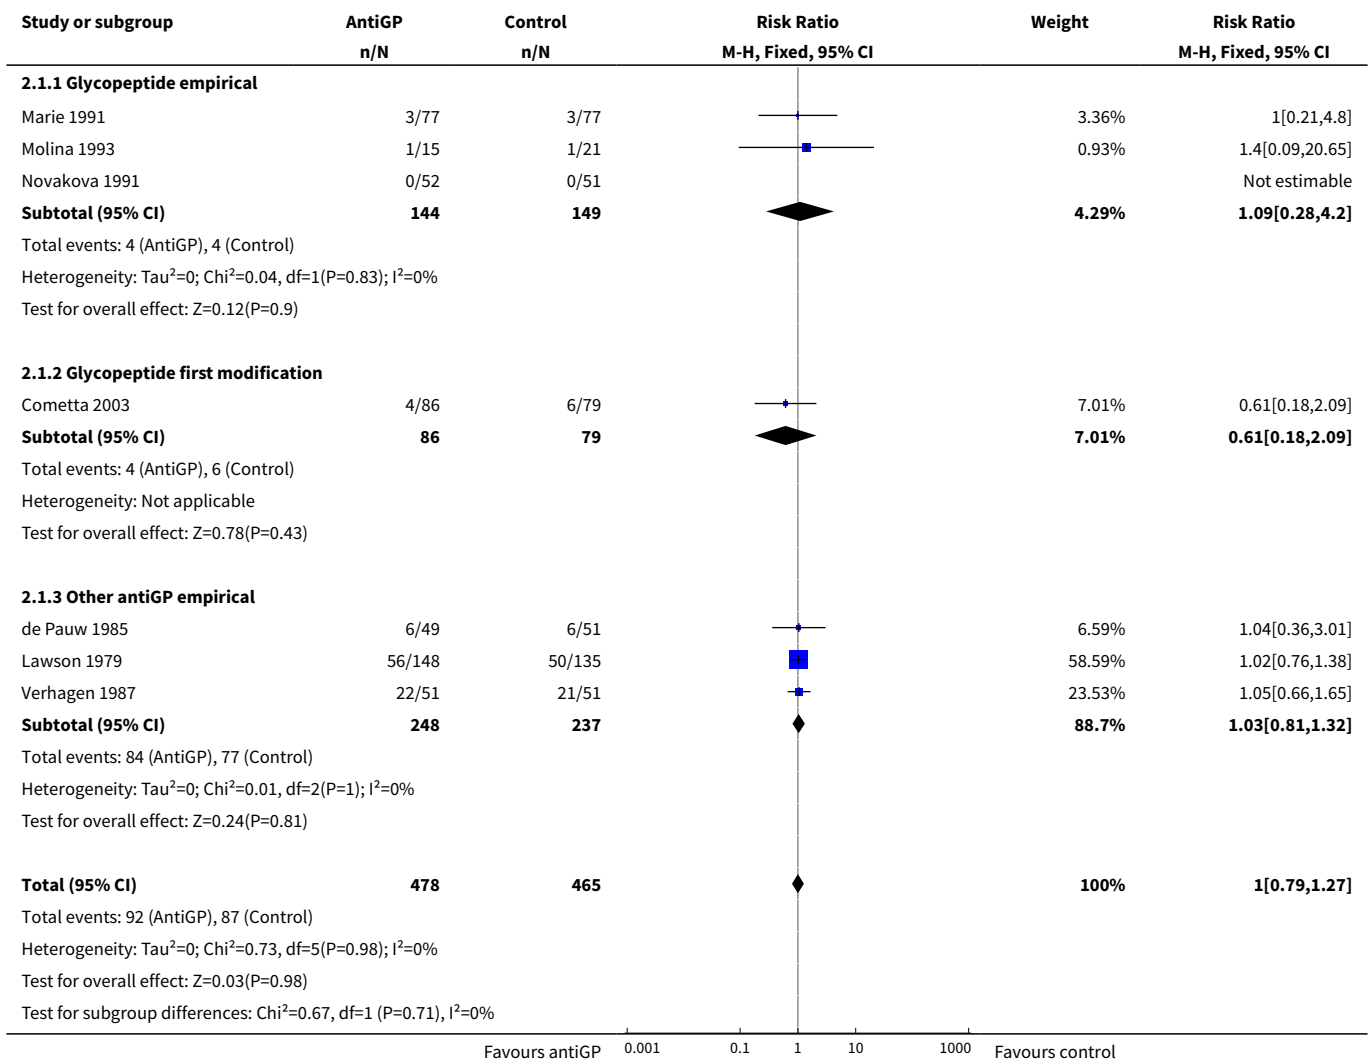 Study or subgroup AntiGP Control Risk Ratio Weight Risk Ratio
n/N n/N M-H, Fixed, 95% CI M-H, Fixed, 95% CI
2.1.1 Glycopeptide empirical
Marie 1991 3/77 3/77 3.36% 1[0.21,4.8]
Molina 1993 1/15 1/21 0.93% 1.4[0.09,20.65]
Novakova 1991 0/52 0/51 Not estimable
Subtotal (95% CI) 144 149 4.29% 1.09[0.28,4.2]
Total events: 4 (AntiGP), 4 (Control)
Heterogeneity: Tau²=0; Chi²=0.04, df=1(P=0.83); I²=0%
Test for overall effect: Z=0.12(P=0.9)
2.1.2 Glycopeptide first modification
Cometta 2003 4/86 6/79 7.01% 0.61[0.18,2.09]
Subtotal (95% CI) 86 79 7.01% 0.61[0.18,2.09]
Total events: 4 (AntiGP), 6 (Control)
Heterogeneity: Not applicable
Test for overall effect: Z=0.78(P=0.43)
2.1.3 Other antiGP empirical
de Pauw 1985 6/49 6/51 6.59% 1.04[0.36,3.01]
Lawson 1979 56/148 50/135 58.59% 1.02[0.76,1.38]
Verhagen 1987 22/51 21/51 23.53% 1.05[0.66,1.65]
Subtotal (95% CI) 248 237 88.7% 1.03[0.81,1.32]
Total events: 84 (AntiGP), 77 (Control)
Heterogeneity: Tau²=0; Chi²=0.01, df=2(P=1); I²=0%
Test for overall effect: Z=0.24(P=0.81)
Total (95% CI) 478 465 100% 1[0.79,1.27]
Total events: 92 (AntiGP), 87 (Control)
Heterogeneity: Tau²=0; Chi²=0.73, df=5(P=0.98); I²=0%
Test for overall effect: Z=0.03(P=0.98)
Test for subgroup differences: Chi²=0.67, df=1 (P=0.71), I²=0%
Favours antiGP 0.001 0.1 1 10 1000 Favours control